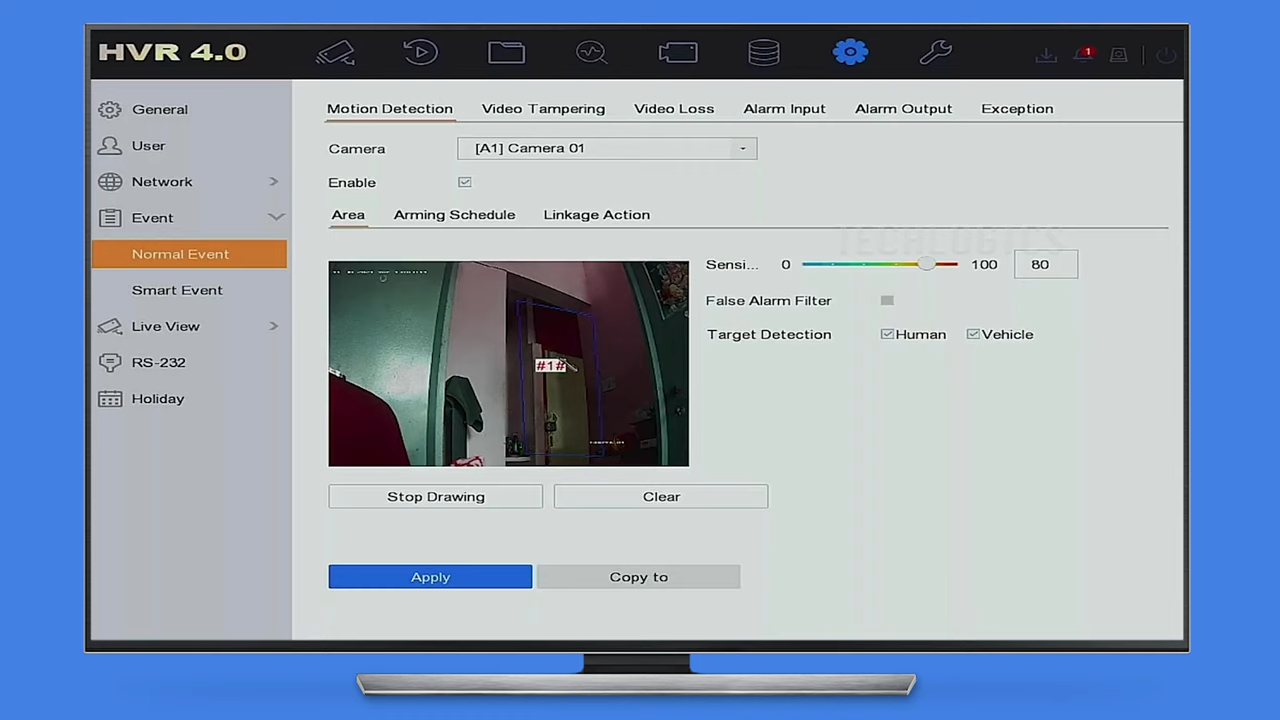 HVR 4.0
1
General
User
Network
Event
Normal Event
Smart Event
Live View
RS-232
Holiday
Motion Detection Video Tampering Video Loss Alarm Input Alarm Output Exception
Camera [A1] Camera 01
Enable
Area Arming Schedule Linkage Action
TECHLOGICS
Sensi... 0 100 80
False Alarm Filter
Target Detection Human Vehicle
#1#
Stop Drawing Clear
Apply Copy to